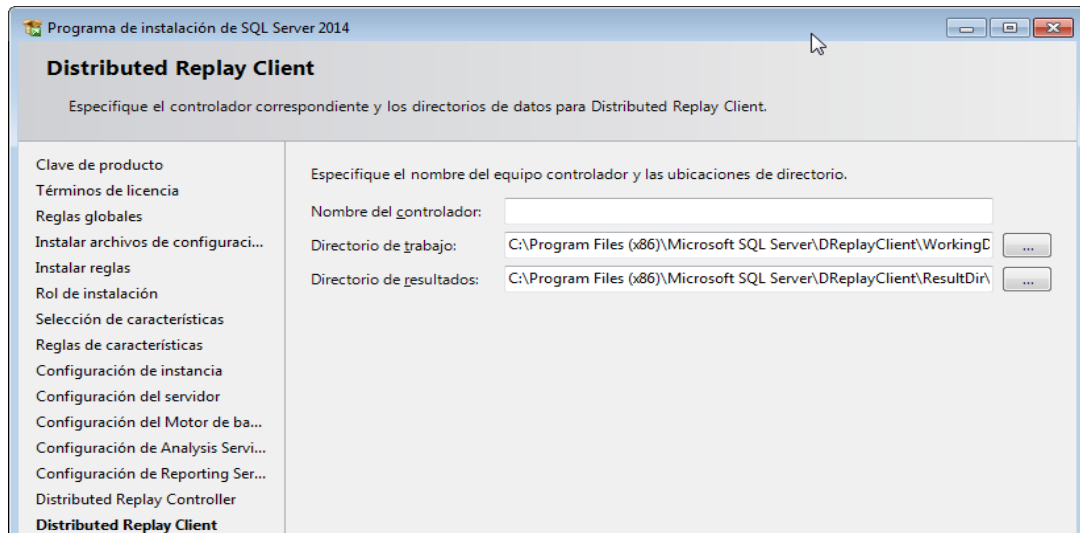 Programa de instalación de SQL Server 2014
Distributed Replay Client
Especifique el controlador correspondiente y los directorios de datos para Distributed Replay Client.
Clave de producto
Términos de licencia
Reglas globales
Instalar archivos de configuraci...
Instalar reglas
Rol de instalación
Selección de características
Reglas de características
Configuración de instancia
Configuración del servidor
Configuración del Motor de ba...
Configuración de Analysis Servi...
Configuración de Reporting Ser...
Distributed Replay Controller
Distributed Replay Client
Especifique el nombre del equipo controlador y las ubicaciones de directorio.
Nombre del controlador:
Directorio de trabajo: C:\Program Files (x86)\Microsoft SQL Server\DReplayClient\WorkingD ...
Directorio de resultados: C:\Program Files (x86)\Microsoft SQL Server\DReplayClient\ResultDir\ ...